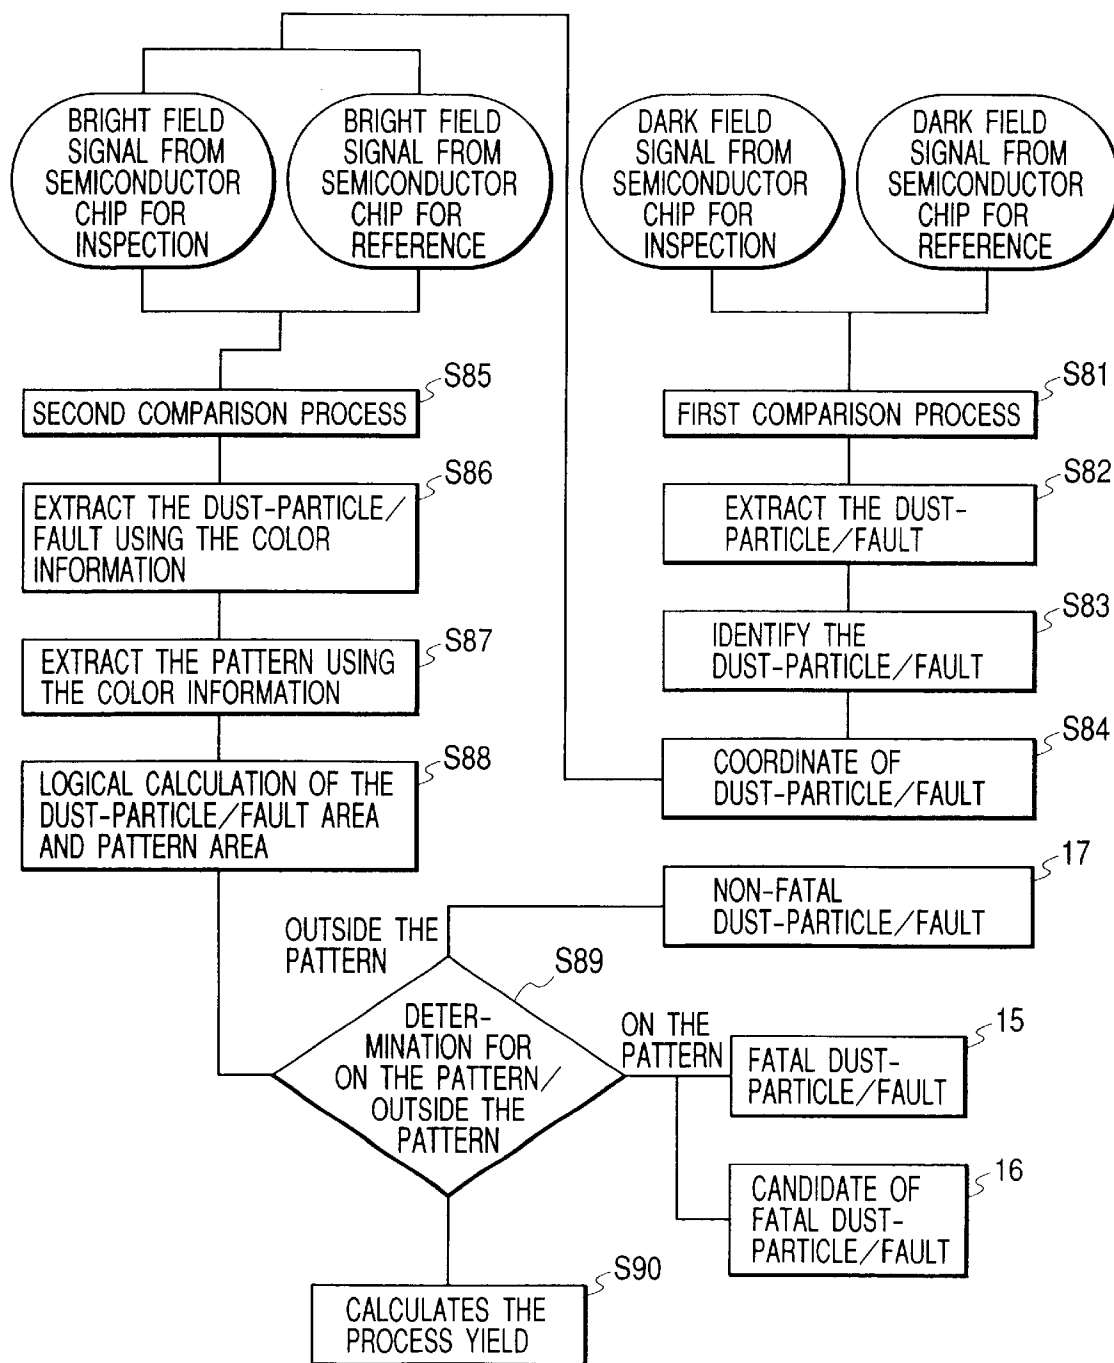 BRIGHT FIELD
SIGNAL FROM
SEMICONDUCTOR
CHIP FOR
INSPECTION
BRIGHT FIELD
SIGNAL FROM
SEMICONDUCTOR
CHIP FOR
REFERENCE
DARK FIELD
SIGNAL FROM
SEMICONDUCTOR
CHIP FOR
INSPECTION
DARK FIELD
SIGNAL FROM
SEMICONDUCTOR
CHIP FOR
REFERENCE
S85
SECOND COMPARISON PROCESS
S86
EXTRACT THE DUST-PARTICLE/
FAULT USING THE COLOR
INFORMATION
S87
EXTRACT THE PATTERN USING
THE COLOR INFORMATION
S88
LOGICAL CALCULATION OF THE
DUST-PARTICLE/FAULT AREA
AND PATTERN AREA
S81
FIRST COMPARISON PROCESS
S82
EXTRACT THE DUST-
PARTICLE/FAULT
S83
IDENTIFY THE
DUST-PARTICLE/FAULT
S84
COORDINATE OF
DUST-PARTICLE/FAULT
17
NON-FATAL
DUST-PARTICLE/FAULT
OUTSIDE THE
PATTERN
S89
DETER-
MINATION FOR
ON THE PATTERN/
OUTSIDE THE
PATTERN
ON THE
PATTERN
15
FATAL DUST-
PARTICLE/FAULT
16
CANDIDATE OF
FATAL DUST-
PARTICLE/FAULT
S90
CALCULATES THE
PROCESS YIELD